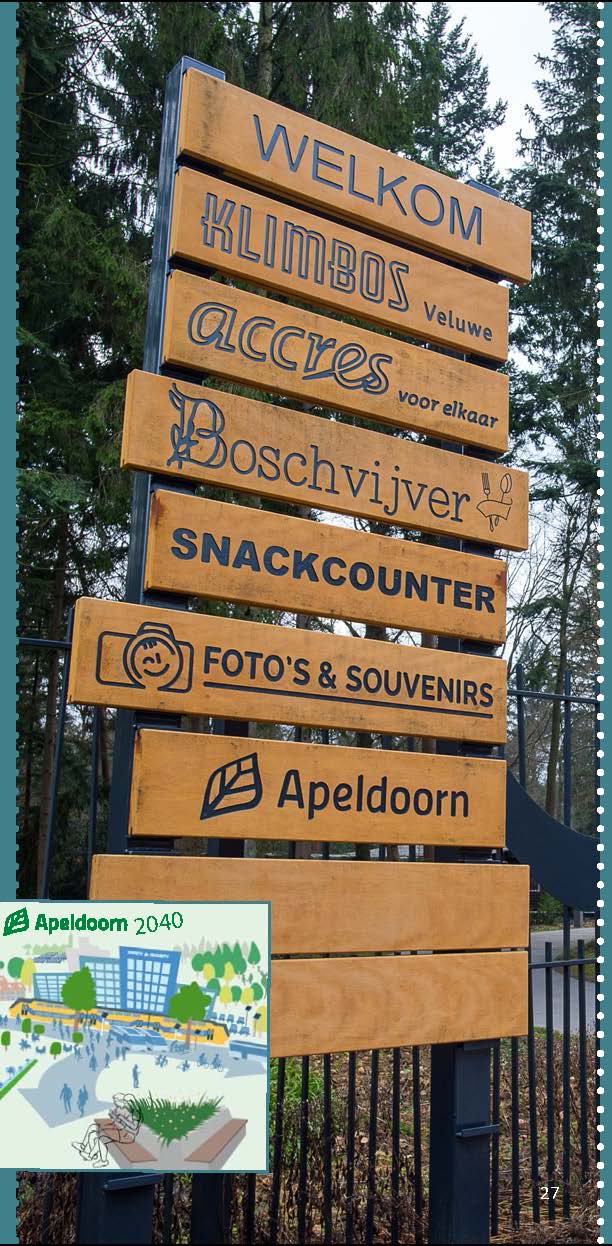 WELKOM
KLIMBOS Veluwe
accres voor elkaar
Boschvijver
SNACKCOUNTER
FOTO'S & SOUVENIRS
Apeldoorn
Apeldoorn 2040
27